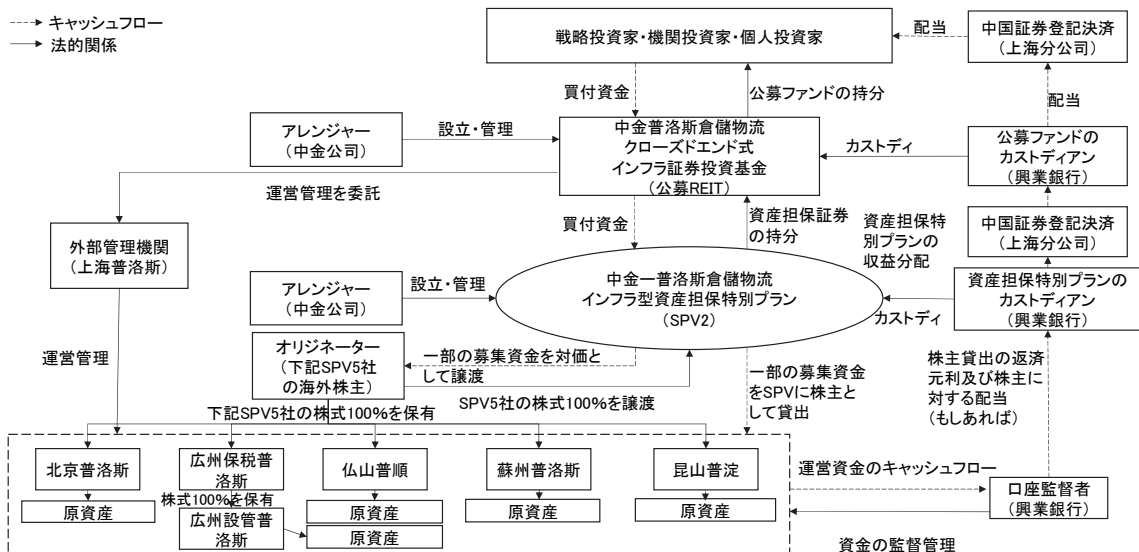 キャッシュフロー
法的関係
戦略投資家・機関投資家・個人投資家
配当
中国証券登記決済
(上海分公司)
買付資金
公募ファンドの持分
配当
アレンジャー
(中金公司)
設立・管理
中金普洛斯倉儲物流
クローズドエンド式
インフラ証券投資基金
(公募REIT)
カストディ
公募ファンドの
カストディアン
(興業銀行)
運営管理を委託
買付資金
資産担保証券
の持分
資産担保特
別プランの
収益分配
中国証券登記決済
(上海分公司)
外部管理機関
(上海普洛斯)
アレンジャー
(中金公司)
設立・管理
中金一普洛斯倉儲物流
インフラ型資産担保特別プラン
(SPV2)
カストディ
資産担保特別プランの
カストディアン
(興業銀行)
運営管理
オリジネーター
(下記SPV5社
の海外株主)
一部の募集資金を対価と
して譲渡
一部の募集資金
をSPVに株主と
して貸出
株主貸出の返済
元利及び株主に
対する配当
(もしあれば)
SPV5社の株式100%を譲渡
下記SPV5社の株式100%を保有
北京普洛斯
広州保税普
洛斯
仏山普順
蘇州普洛斯
昆山普淀
運営資金のキャッシュフロー
株式100%を保有
原資産
広州設管普
洛斯
原資産
原資産
原資産
原資産
口座監督者
(興業銀行)
資金の監督管理